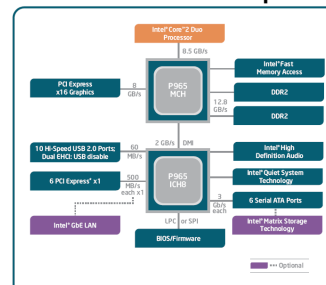 Intel® Core™2 Duo
Processor
8.5 GB/s
PCI Express
x16 Graphics
8
GB/s
P965
MCH
Intel® Fast
Memory Access
DDR2
12.8
GB/s
DDR2
2 GB/s
DMI
10 Hi-Speed USB 2.0 Ports;
Dual EHCI; USB disable
60
MB/s
P965
ICH8
Intel® High
Definition Audio
Intel® Quiet System
Technology
6 PCI Express® x1
500
MB/s
each x1
3
Gb/s
each
6 Serial ATA Ports
Intel® GbE LAN
Intel® Matrix Storage
Technology
LPC or SPI
BIOS/Firmware
Optional